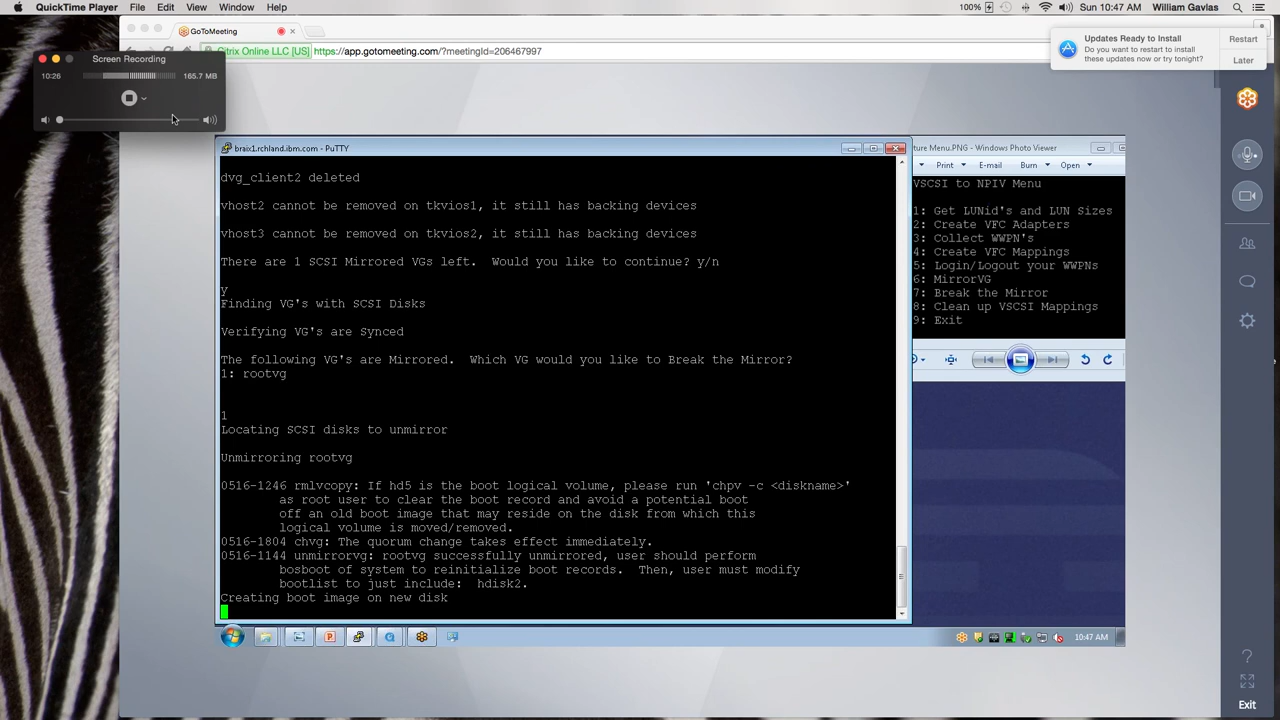 QuickTime Player File Edit View Window Help
100% Sun 10:47 AM William Gavlas
GoToMeeting
Citrix Online LLC [US] https://app.gotomeeting.com/?meetingId=206467997
Updates Ready to Install
Do you want to restart to install
these updates now or try tonight?
Restart
Later
Screen Recording
10:26 165.7 MB
braix1.rchland.ibm.com - PuTTY
dvg_client2 deleted
vhost2 cannot be removed on tkvios1, it still has backing devices
vhost3 cannot be removed on tkvios2, it still has backing devices
There are 1 SCSI Mirrored VGs left. Would you like to continue? y/n
y
Finding VG's with SCSI Disks
Verifying VG's are Synced
The following VG's are Mirrored. Which VG would you like to Break the Mirror?
1: rootvg
1
Locating SCSI disks to unmirror
Unmirroring rootvg
0516-1246 rmlvcopy: If hd5 is the boot logical volume, please run 'chpv -c <diskname>'
as root user to clear the boot record and avoid a potential boot
off an old boot image that may reside on the disk from which this
logical volume is moved/removed.
0516-1804 chvg: The quorum change takes effect immediately.
0516-1144 unmirrorvg: rootvg successfully unmirrored, user should perform
bosboot of system to reinitialize boot records. Then, user must modify
bootlist to just include: hdisk2.
Creating boot image on new disk
ture Menu.PNG - Windows Photo Viewer
Print E-mail Burn Open
VSCSI to NPIV Menu
1: Get LUNid's and LUN Sizes
2: Create VFC Adapters
3: Collect WWPN's
4: Create VFC Mappings
5: Login/Logout your WWPNs
6: MirrorVG
7: Break the Mirror
8: Clean up VSCSI Mappings
9: Exit
10:47 AM
?
Exit